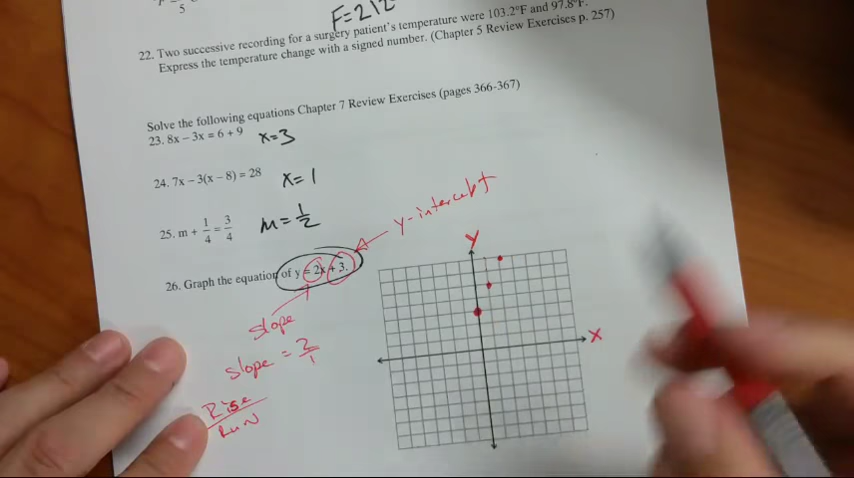 5
F=212
22. Two successive recording for a surgery patient's temperature were 103.2°F and 97.8°F.
Express the temperature change with a signed number. (Chapter 5 Review Exercises p. 257)
Solve the following equations Chapter 7 Review Exercises (pages 366-367)
23. 8x – 3x = 6 + 9 x=3
24. 7x – 3(x – 8) = 28 x=1
25. m + 1/4 = 3/4 m=1/2
y-intercept
26. Graph the equation of y = 2x + 3.
Y
X
slope
slope = 2/1
Rise
Run